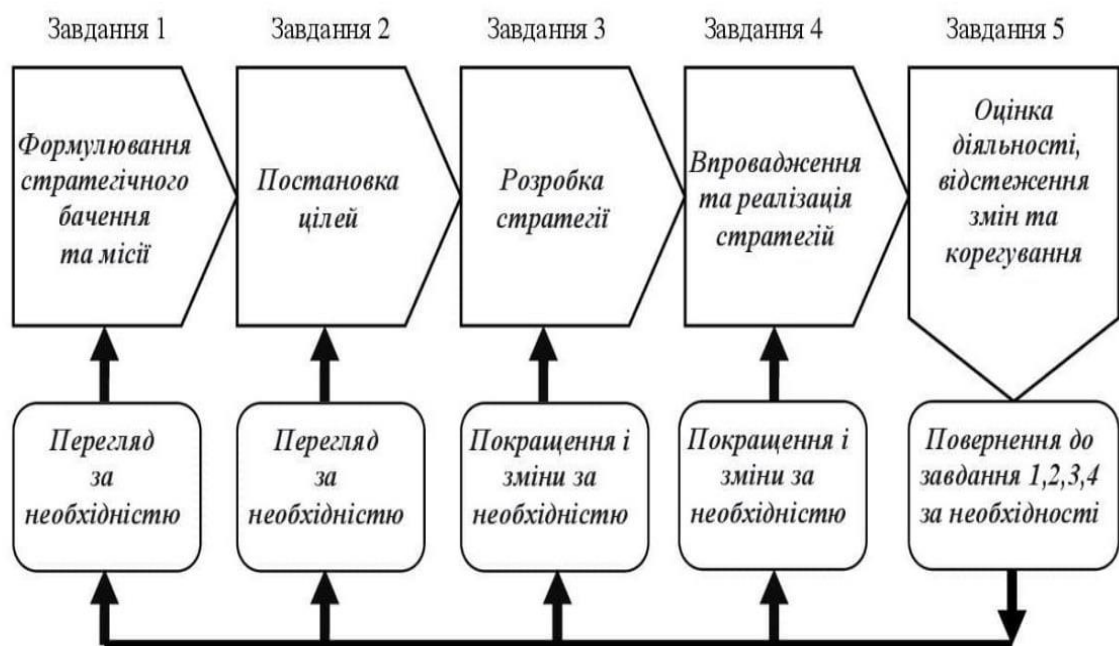 Завдання 1
Завдання 2
Завдання 3
Завдання 4
Завдання 5
Формулювання
стратегічного
бачення
та місії
Постановка
цілей
Розробка
стратегії
Впровадження
та реалізація
стратегій
Оцінка
діяльності,
відстеження
змін та
корегування
Перегляд
за
необхідністю
Перегляд
за
необхідністю
Покращення і
зміни за
необхідністю
Покращення і
зміни за
необхідністю
Повернення до
завдання 1,2,3,4
за необхідності